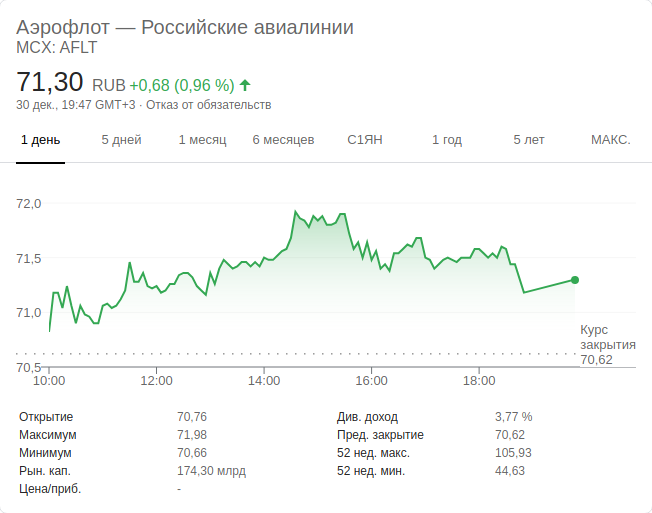 Аэрофлот — Российские авиалинии
MCX: AFLT
71,30 RUB +0,68 (0,96 %)
30 дек., 19:47 GMT+3 · Отказ от обязательств
1 день 5 дней 1 месяц 6 месяцев С1ЯН 1 год 5 лет МАКС.
72,0
71,5
71,0
70,5
Курс
закрытия
70,62
10:00 12:00 14:00 16:00 18:00
Открытие 70,76 Див. доход 3,77 %
Максимум 71,98 Пред. закрытие 70,62
Минимум 70,66 52 нед. макс. 105,93
Рын. кап. 174,30 млрд 52 нед. мин. 44,63
Цена/приб. -